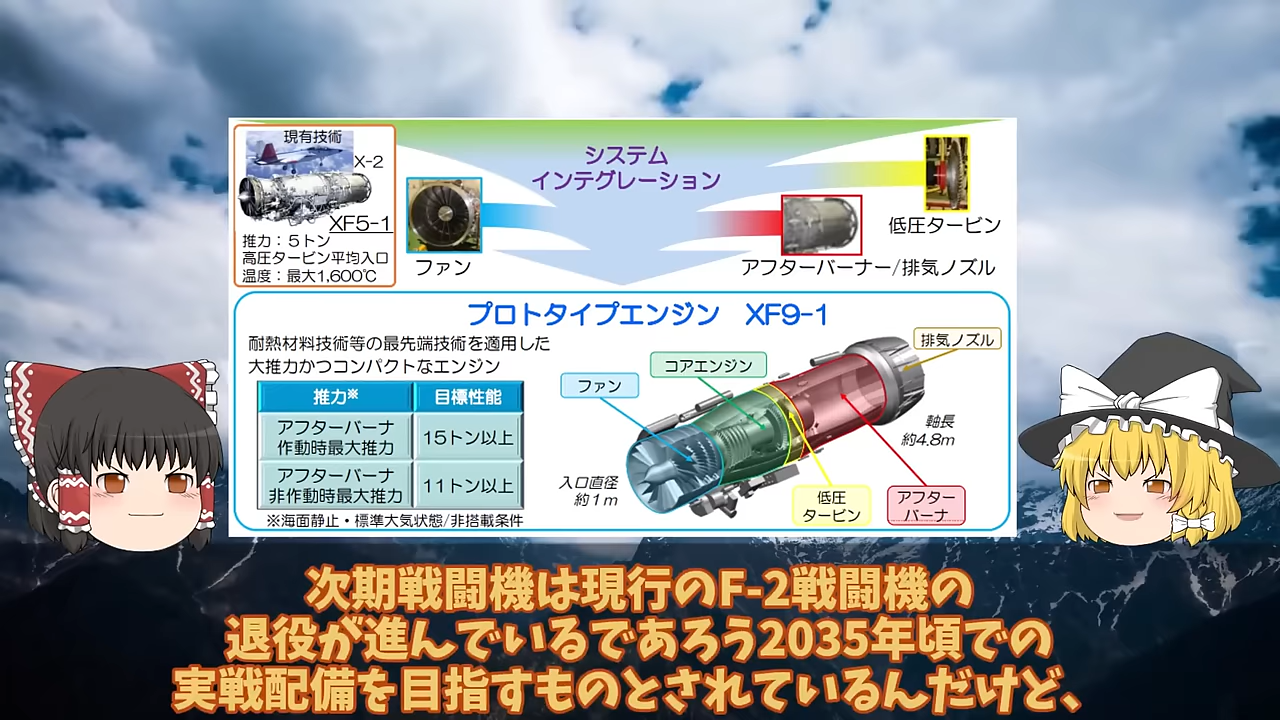 現有技術
X-2
XF5-1
推力：５トン
高圧タービン平均入口
温度：最大1,600℃
ファン
システム
インテグレーション
アフターバーナー/排気ノズル
低圧タービン
プロトタイプエンジン　XF9-1
耐熱材料技術等の最先端技術を適用した
大推力かつコンパクトなエンジン
推力※
目標性能
アフターバーナ
作動時最大推力
15トン以上
アフターバーナ
非作動時最大推力
11トン以上
※海面静止・標準大気状態/非搭載条件
ファン
コアエンジン
排気ノズル
軸長
約4.8m
入口直径
約１m
低圧
タービン
アフター
バーナ
次期戦闘機は現行のF-2戦闘機の
退役が進んでいるであろう2035年頃での
実戦配備を目指すものとされているんだけど、